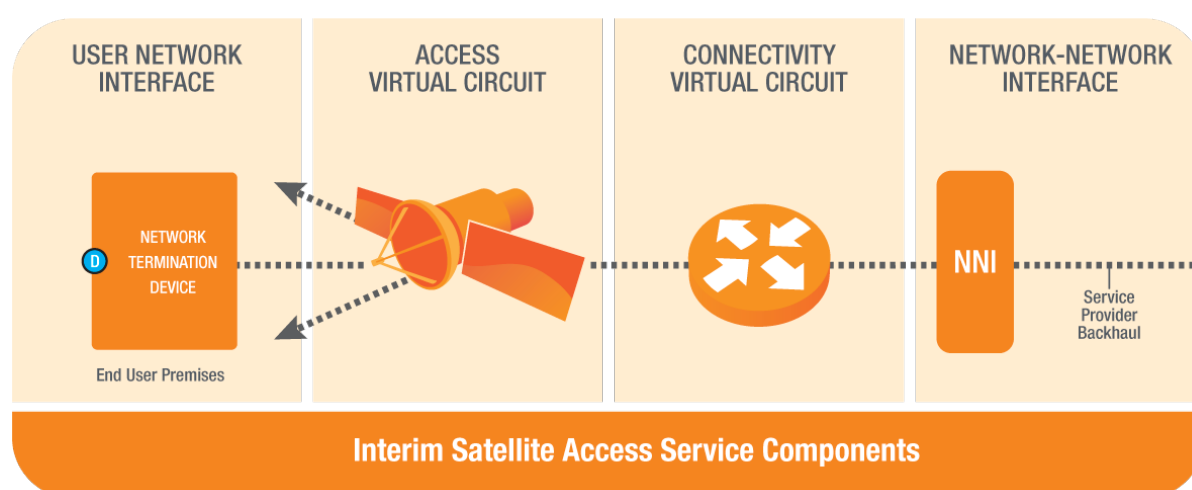 USER NETWORK
INTERFACE
ACCESS
VIRTUAL CIRCUIT
CONNECTIVITY
VIRTUAL CIRCUIT
NETWORK-NETWORK
INTERFACE
D
NETWORK
TERMINATION
DEVICE
End User Premises
NNI
Service
Provider
Backhaul
Interim Satellite Access Service Components